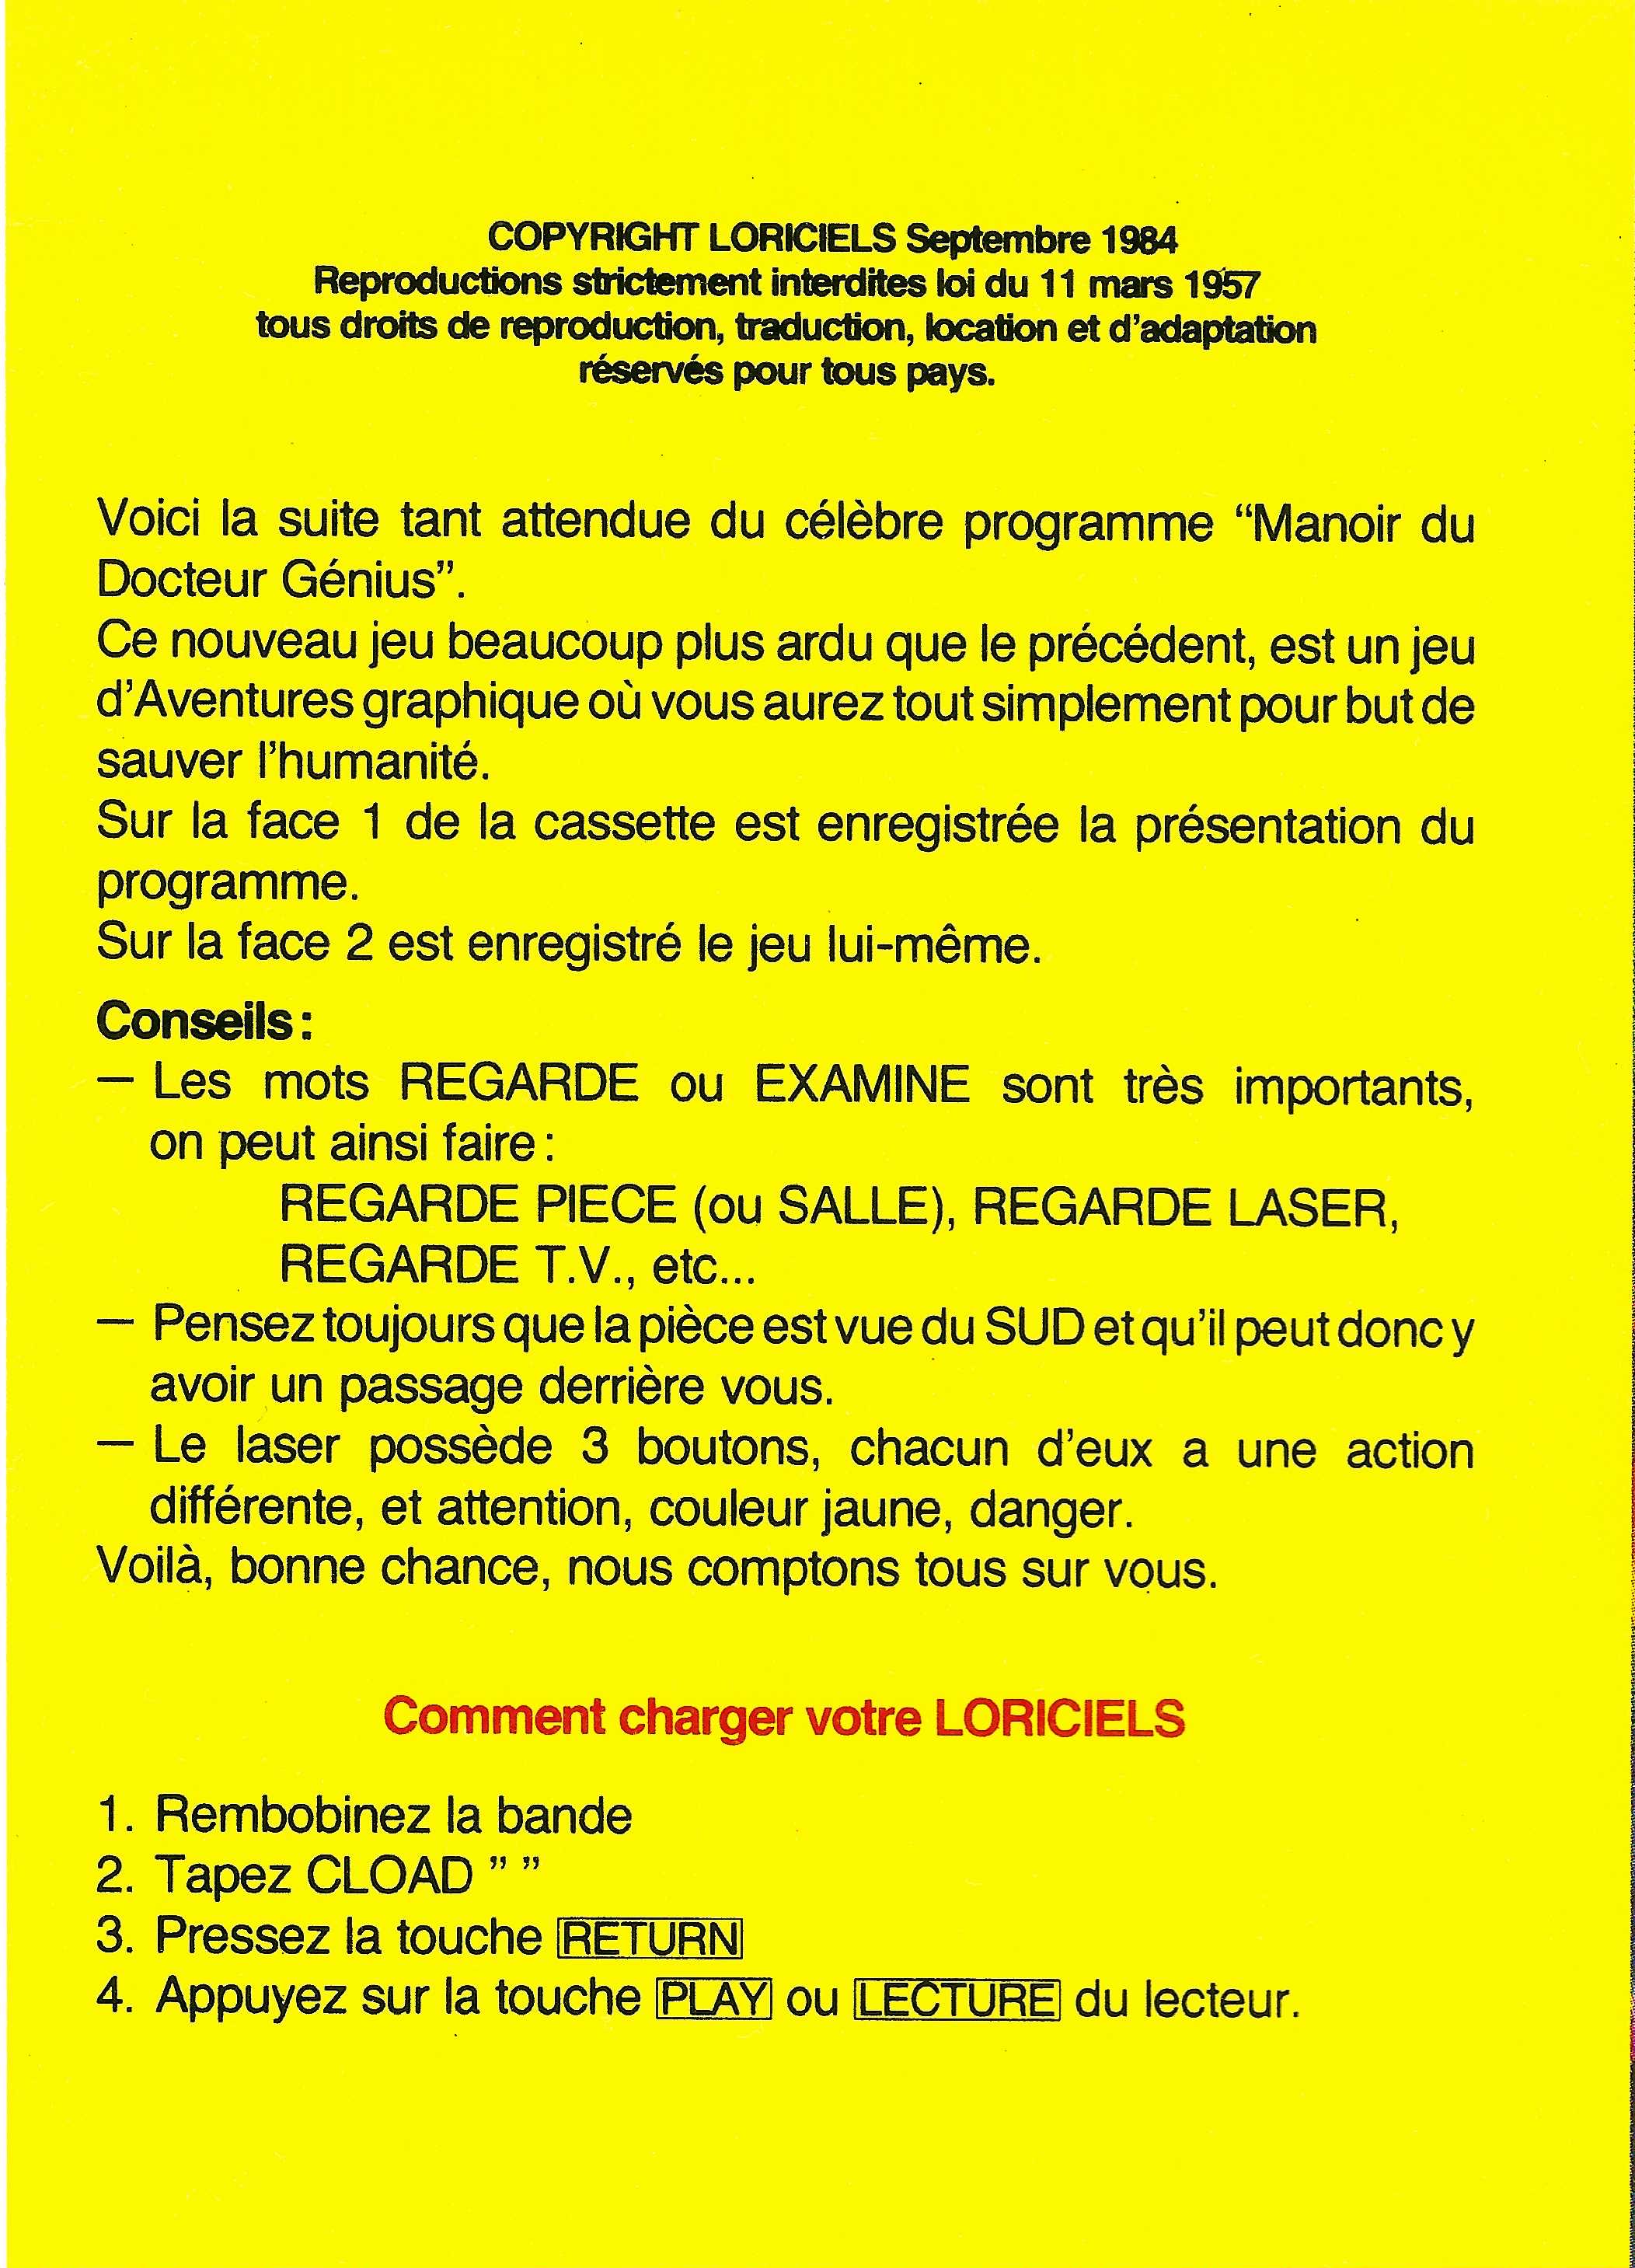 COPYRIGHT LORICIELS Septembre 1984
Reproductions strictement interdites loi du 11 mars 1957
tous droits de reproduction, traduction, location et d'adaptation
réservés pour tous pays.
Voici la suite tant attendue du célèbre programme “Manoir du
Docteur Génius”.
Ce nouveau jeu beaucoup plus ardu que le précédent, est un jeu
d'Aventures graphique où vous aurez tout simplement pour but de
sauver l'humanité.
Sur la face 1 de la cassette est enregistrée la présentation du
programme.
Sur la face 2 est enregistré le jeu lui-même.
Conseils :
— Les mots REGARDE ou EXAMINE sont très importants,
on peut ainsi faire :
REGARDE PIECE (ou SALLE), REGARDE LASER,
REGARDE T.V., etc...
— Pensez toujours que la pièce est vue du SUD et qu'il peut donc y
avoir un passage derrière vous.
— Le laser possède 3 boutons, chacun d'eux a une action
différente, et attention, couleur jaune, danger.
Voilà, bonne chance, nous comptons tous sur vous.
Comment charger votre LORICIELS
1. Rembobinez la bande
2. Tapez CLOAD ” ”
3. Pressez la touche RETURN
4. Appuyez sur la touche PLAY ou LECTURE du lecteur.